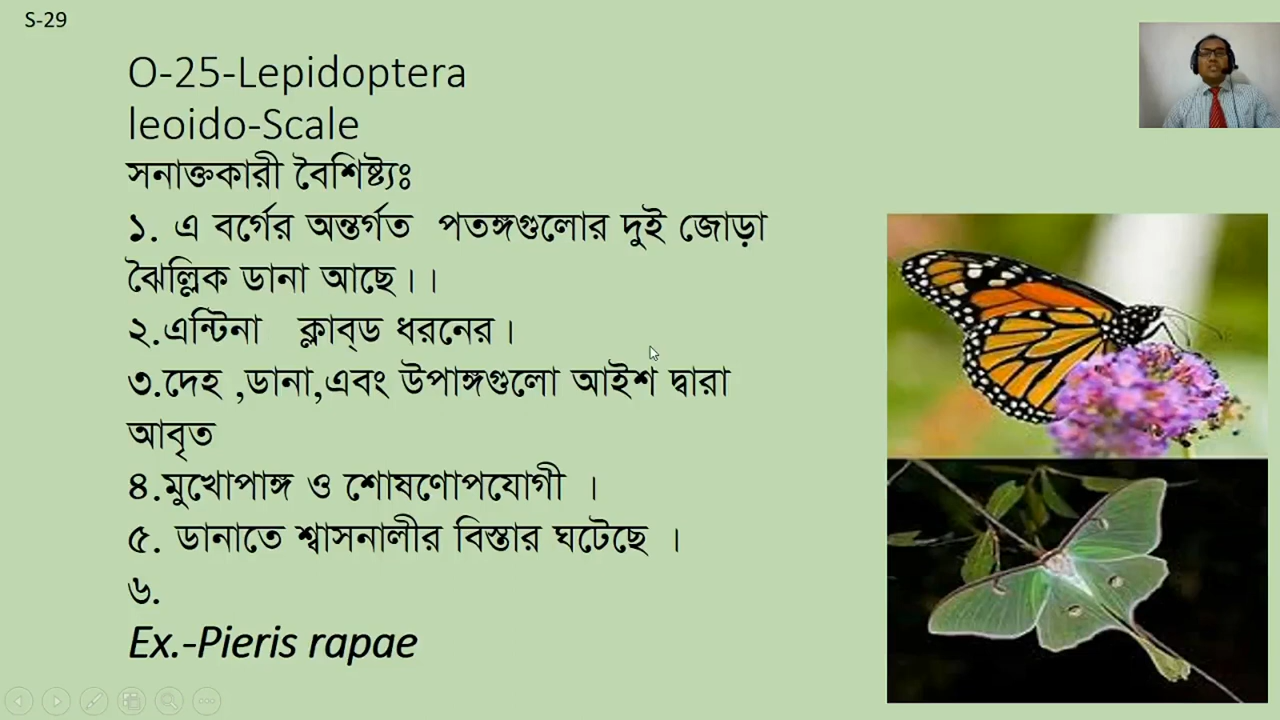 S-29
O-25-Lepidoptera
leoido-Scale
সনাক্তকারী বৈশিষ্ট্যঃ
১. এ বর্গের অন্তর্গত পতঙ্গগুলোর দুই জোড়া
ঝৈল্লিক ডানা আছে।।
২.এন্টিনা ক্লাব্ড ধরনের।
৩.দেহ ,ডানা,এবং উপাঙ্গগুলো আইশ দ্বারা
আবৃত
৪.মুখোপাঙ্গ ও শোষণোপযোগী ।
৫. ডানাতে শ্বাসনালীর বিস্তার ঘটেছে ।
৬.
Ex.-Pieris rapae